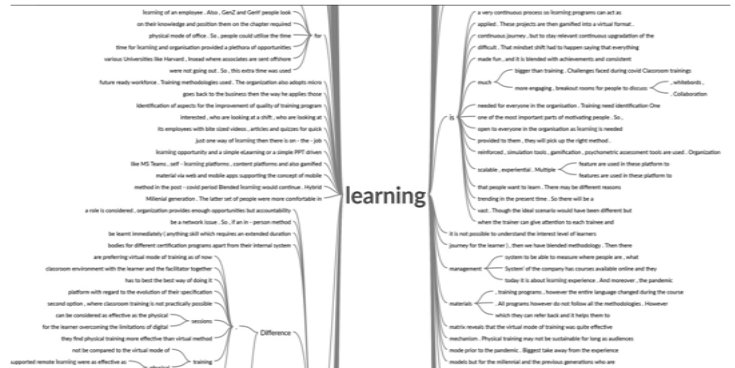 learning of an employee . Also , GenZ and GenY people look
on their knowledge and position them on the chapter required
physical mode of office . So , people could utilise the time
for
time for learning and organisation provided a plethora of opportunities
various Universities like Harvard , Insead where associates are sent offshore
were not going out . So , this extra time was used
future ready workforce . Training methodologies used . The organization also adopts micro
goes back to the business then the way he applies those
Identification of aspects for the improvement of quality of training program
interested , who are looking at a shift , who are looking at
its employees with bite sized videos , articles and quizzes for quick
just one way of learning then there is on - the - job
learning opportunity and a simple eLearning or a simple PPT driven
like MS Teams , self - learning platforms , content platforms and also gamified
material via web and mobile apps supporting the concept of mobile
method in the post - covid period Blended learning would continue . Hybrid
Millenial generation . The latter set of people were more comfortable in
a role is considered , organization provides enough opportunities but accountability
be a network issue . So , if an in - person method
be learnt immediately ( anything skill which requires an extended duration
bodies for different certification programs apart from their internal system
are preferring virtual mode of training as of now
classroom environment with the learner and the facilitator together
has to best the best way of doing it
platform with regard to the evolution of their specification
second option , where classroom training is not practically possible
can be considered as effective as the physical
sessions
for the learner overcoming the limitations of digital
Difference
they find physical training more effective than virtual method
not be compared to the virtual mode of
training
supported remote learning were as effective as
physical
learning
a very continuous process so learning programs can act as
applied . These projects are then gamified into a virtual format .
continuous journey , but to stay relevant continuous upgradation of the
difficult . That mindset shift had to happen saying that everything
made fun . and it is blended with achievements and consistent
bigger than training . Challenges faced during covid Classroom trainings
much
more engaging , breakout rooms for people to discuss
, whitebords ,
. Collaboration
needed for everyone in the organisation . Training need identification One
is
one of the most important parts of motivating people . So ,
open to everyone in the organisation as learning is needed
provided to them , they will pick up the right method .
reinforced , simulation tools , gamification , psychometric assessment tools are used . Organization
scalable , experiential . Multiple
feature are used in these platform to
features are used in these platform to
that people want to learn . There may be different reasons
trending in the present time . So there will be a
vast . Though the ideal scenario would have been different but
when the trainer can give attention to each trainee and
it is not possible to understand the interest level of learners
journey for the learner ) , then we have blended methodology . Then there
system to be able to measure where people are , what
management
System' of the company has courses available online and they
today it is about learning experience . And moreover , the pandemic
, training programs , however the entire language changed during the course
materials
. All programs however do not follow all the methodologies . However
which they can refer back and it helps them to
matrix reveals that the virtual mode of training was quite effective
mechanism . Physical training may not be sustainable for long as audiences
mode prior to the pandemic . Biggest take away from the experience
models but for the millennial and the previous generations who are